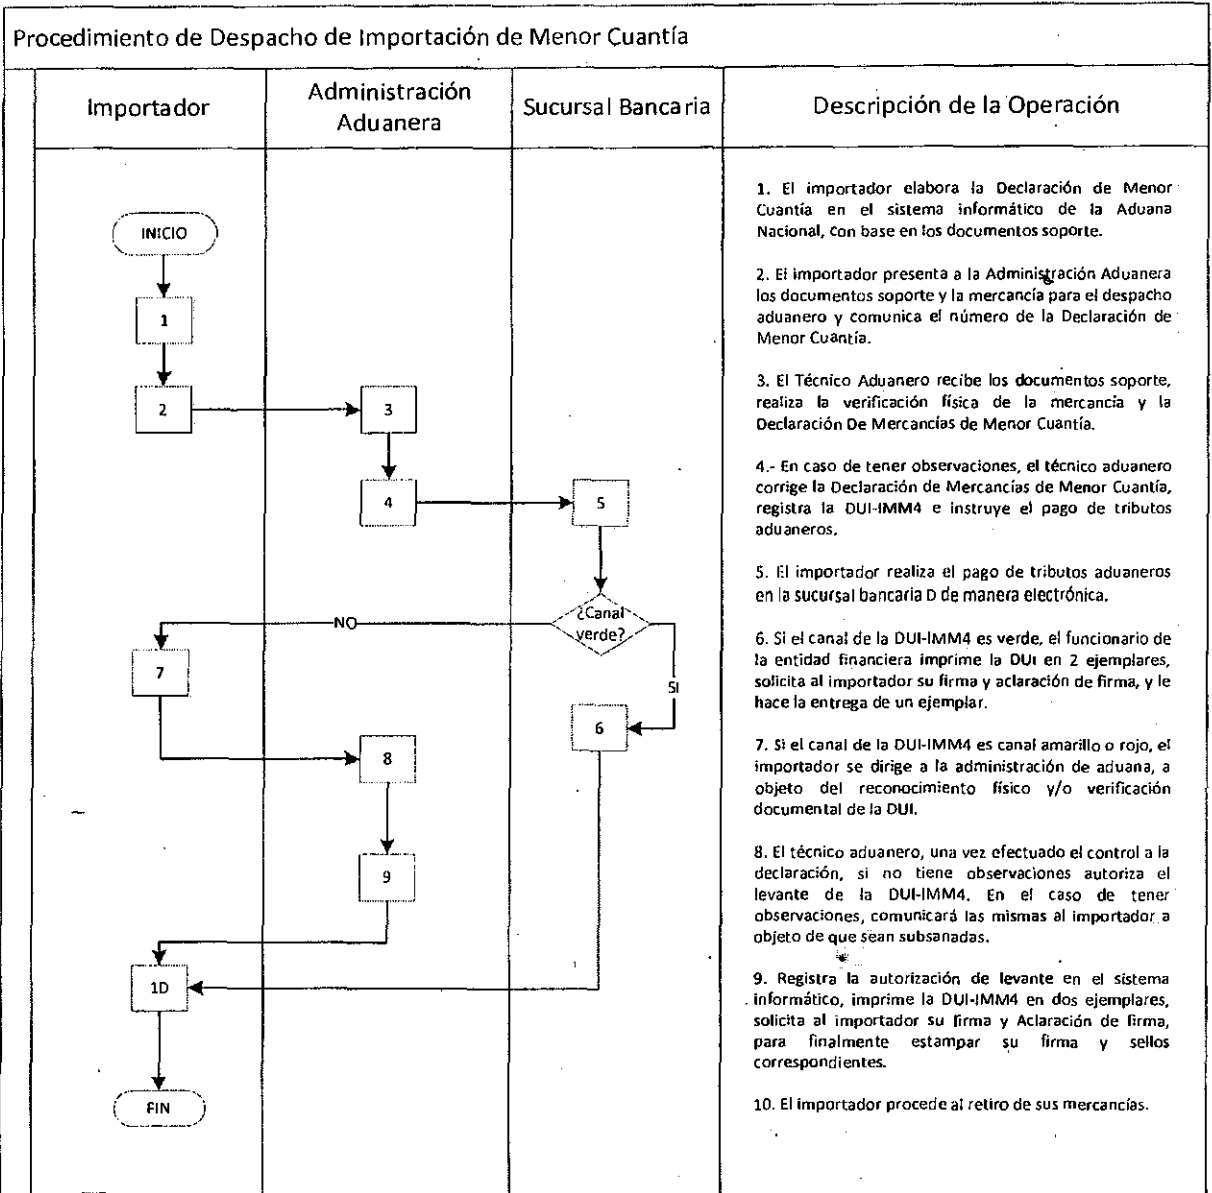 Procedimiento de Despacho de Importación de Menor Cuantía
Importador
Administración
Aduanera
Sucursal Bancaria
Descripción de la Operación
INICIO
1
2
3
4
5
¿Canal
verde?
NO
SI
7
6
8
9
1D
FIN
1. El importador elabora la Declaración de Menor
Cuantía en el sistema informático de la Aduana
Nacional, con base en los documentos soporte.
2. El importador presenta a la Administración Aduanera
los documentos soporte y la mercancía para el despacho
aduanero y comunica el número de la Declaración de
Menor Cuantía.
3. El Técnico Aduanero recibe los documentos soporte,
realiza la verificación física de la mercancía y la
Declaración De Mercancías de Menor Cuantía.
4.- En caso de tener observaciones, el técnico aduanero
corrige la Declaración de Mercancías de Menor Cuantía,
registra la DUI-IMM4 e instruye el pago de tributos
aduaneros.
5. El importador realiza el pago de tributos aduaneros
en la sucursal bancaria D de manera electrónica.
6. Si el canal de la DUI-IMM4 es verde, el funcionario de
la entidad financiera imprime la DUI en 2 ejemplares,
solicita al importador su firma y aclaración de firma, y le
hace la entrega de un ejemplar.
7. Si el canal de la DUI-IMM4 es canal amarillo o rojo, el
importador se dirige a la administración de aduana, a
objeto del reconocimiento físico y/o verificación
documental de la DUI.
8. El técnico aduanero, una vez efectuado el control a la
declaración, si no tiene observaciones autoriza el
levante de la DUI-IMM4. En el caso de tener
observaciones, comunicará las mismas al importador a
objeto de que sean subsanadas.
9. Registra la autorización de levante en el sistema
informático, imprime la DUI-IMM4 en dos ejemplares,
solicita al importador su firma y Aclaración de firma,
para finalmente estampar su firma y sellos
correspondientes.
10. El importador procede al retiro de sus mercancías.